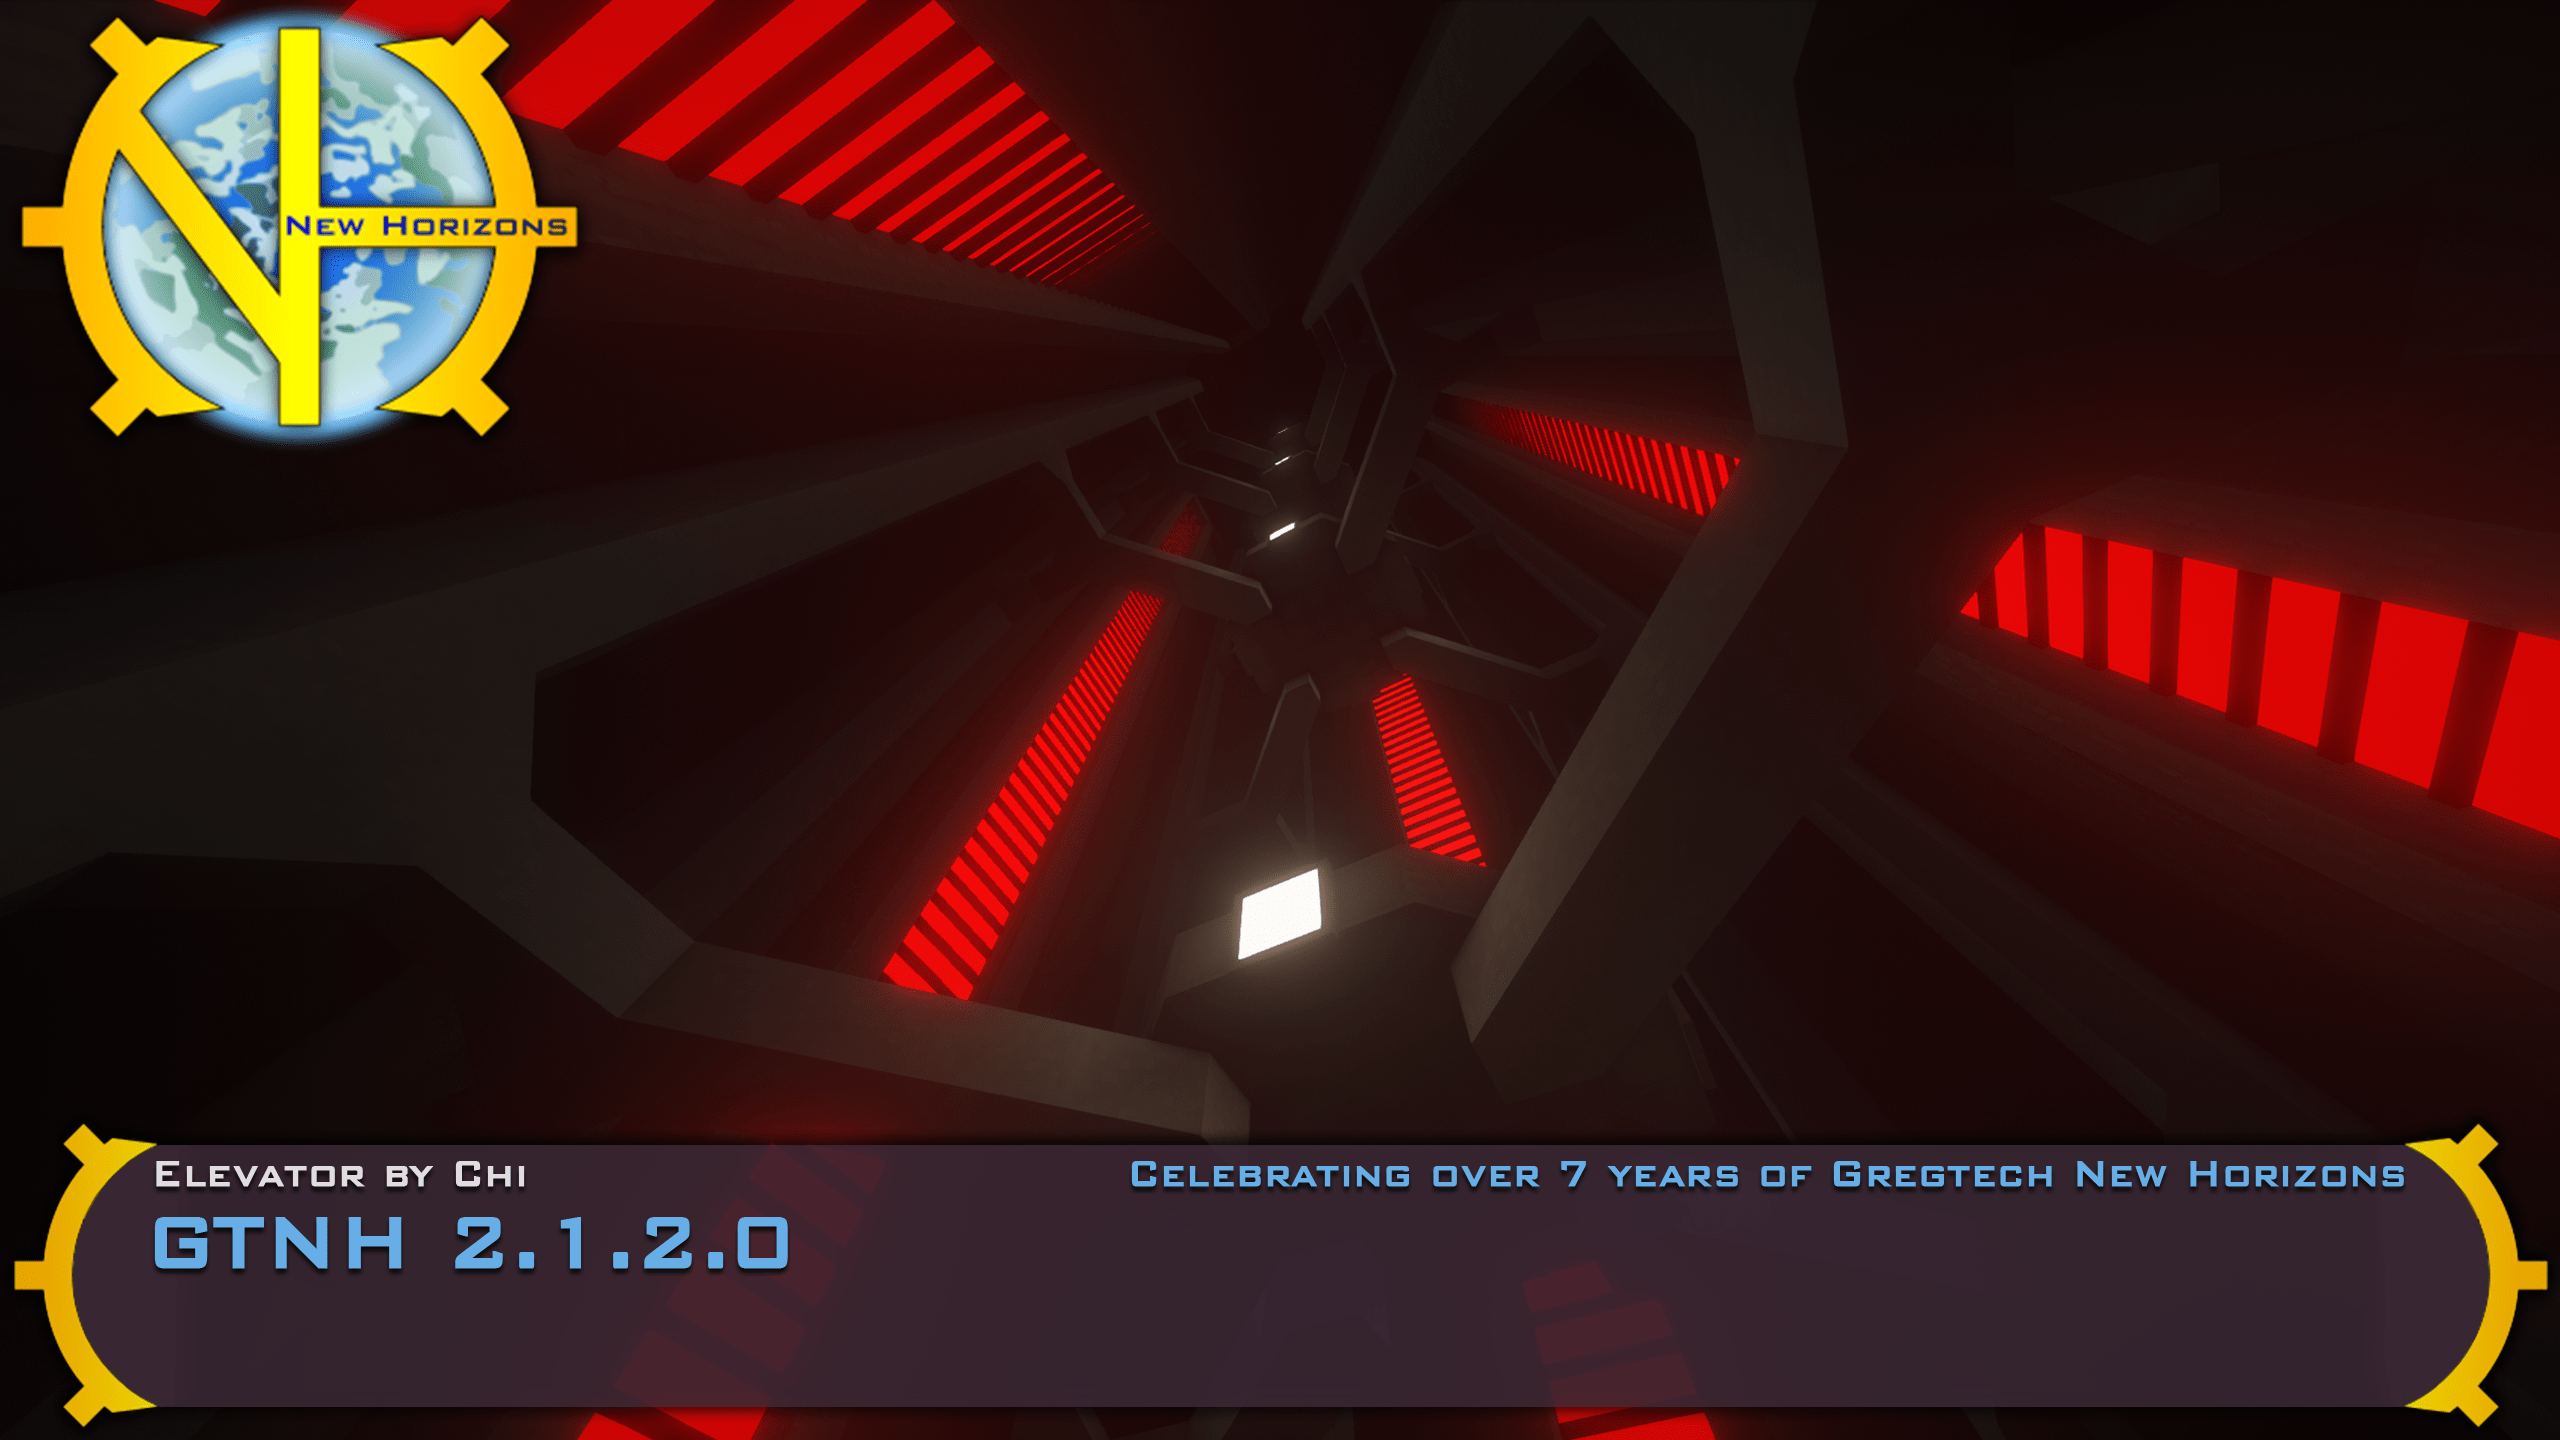 New Horizons
Elevator by Chi
Celebrating over 7 years of Gregtech New Horizons
GTNH 2.1.2.0